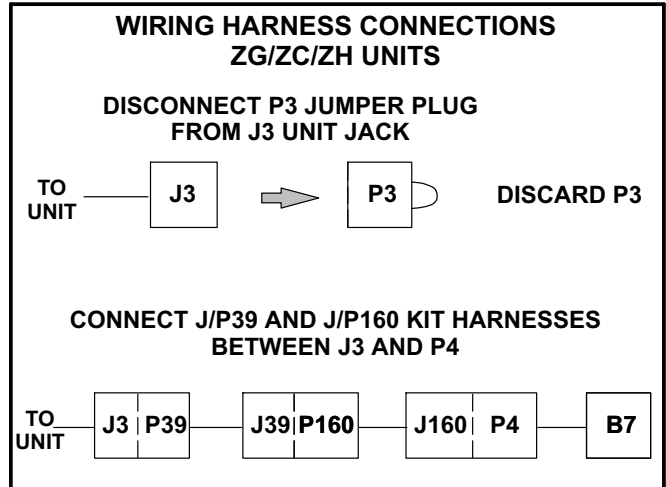 WIRING HARNESS CONNECTIONS
ZG/ZC/ZH UNITS
DISCONNECT P3 JUMPER PLUG
FROM J3 UNIT JACK
TO
UNIT
J3
P3
DISCARD P3
CONNECT J/P39 AND J/P160 KIT HARNESSES
BETWEEN J3 AND P4
TO
UNIT
J3 P39
J39 P160
J160 P4
B7